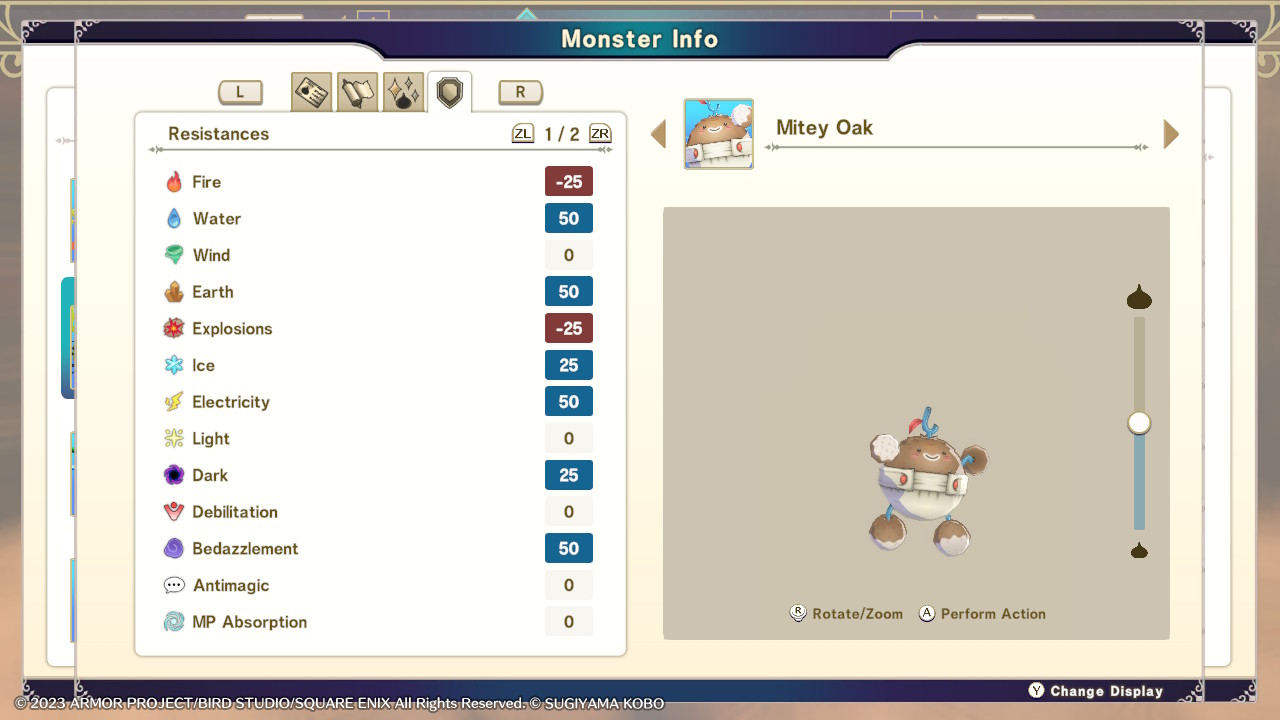 Monster Info
L R
Resistances ZL 1 / 2 ZR
Mitey Oak
Fire -25
Water 50
Wind 0
Earth 50
Explosions -25
Ice 25
Electricity 50
Light 0
Dark 25
Debilitation 0
Bedazzlement 50
Antimagic 0
MP Absorption 0
R Rotate/Zoom A Perform Action
Y Change Display
© 2023 ARMOR PROJECT/BIRD STUDIO/SQUARE ENIX All Rights Reserved. © SUGIYAMA KOBO